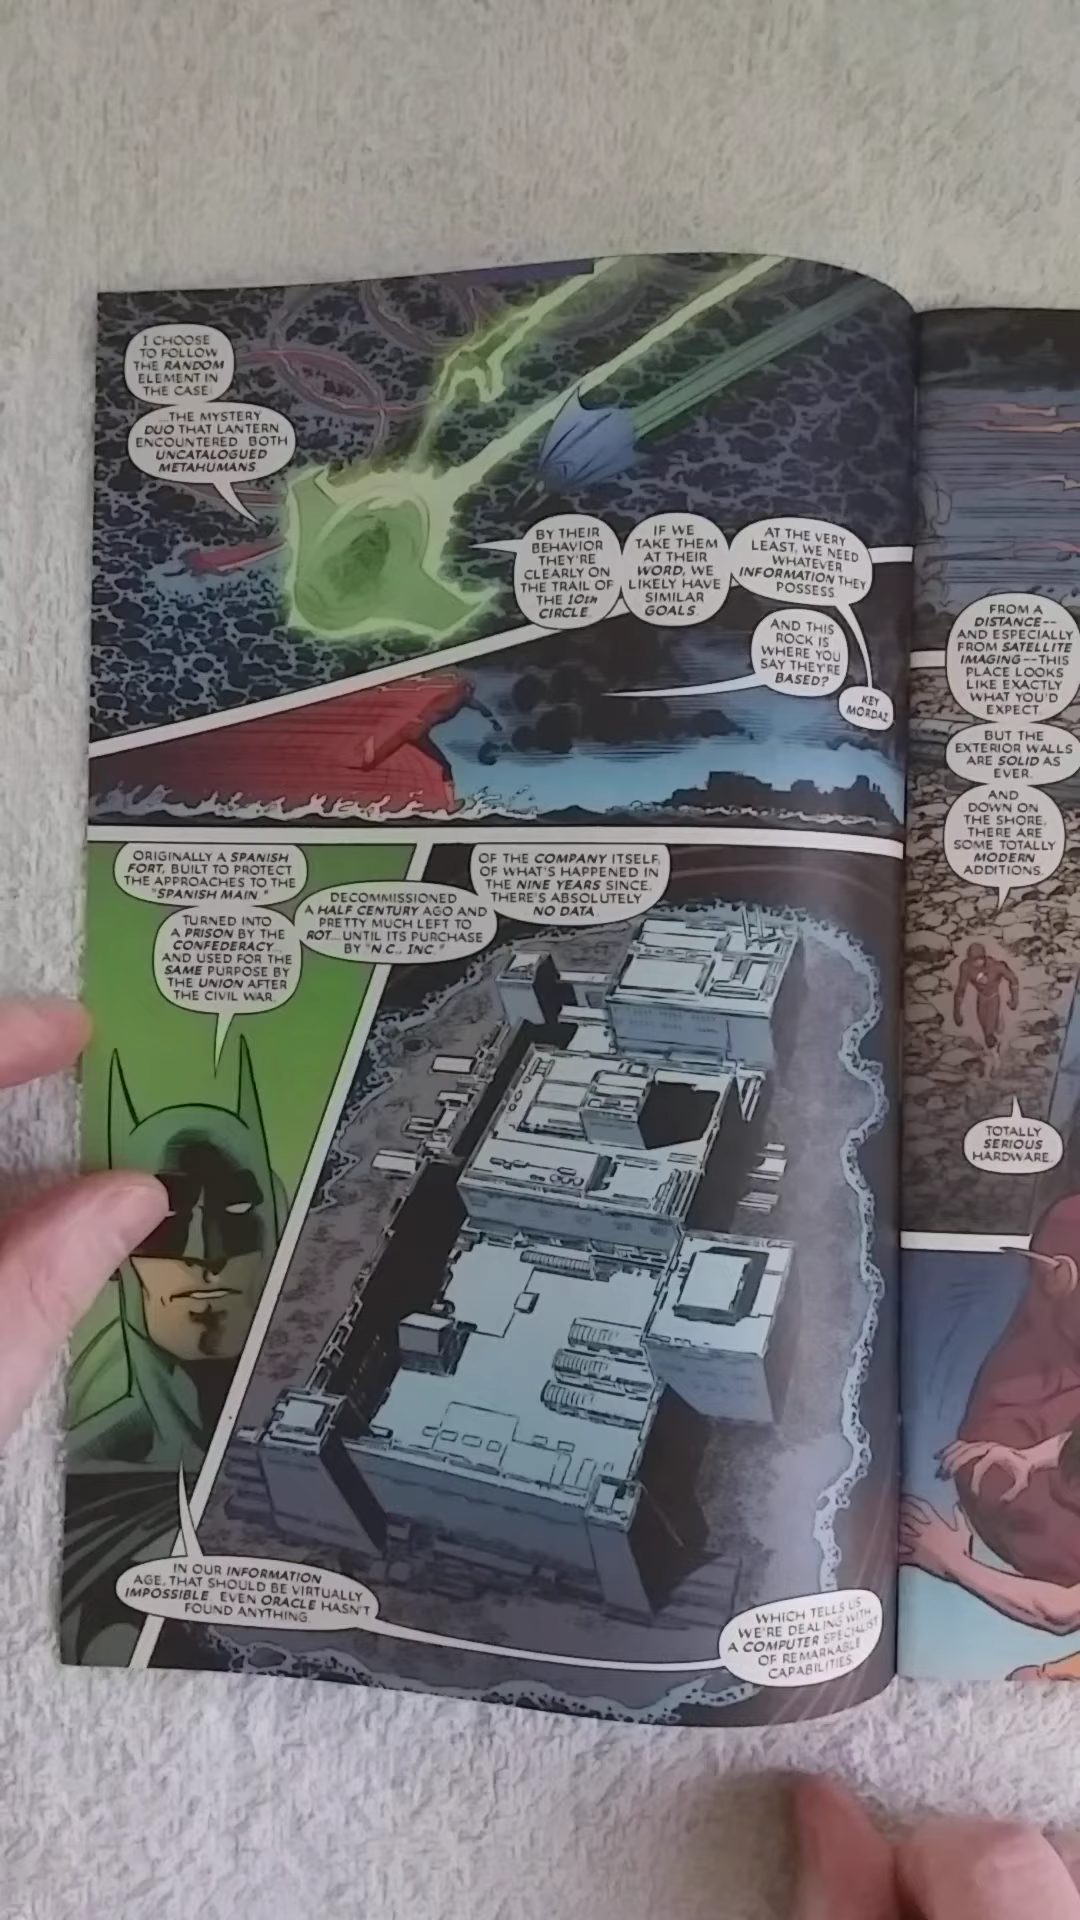 I CHOOSE
TO FOLLOW
THE RANDOM
ELEMENT IN
THE CASE:
...THE MYSTERY
DUO THAT LANTERN
ENCOUNTERED. BOTH
UNCATALOGUED
METAHUMANS.
BY THEIR
BEHAVIOR
THEY'RE
CLEARLY ON
THE TRAIL OF
THE 10th
CIRCLE.
IF WE
TAKE THEM
AT THEIR
WORD, WE
LIKELY HAVE
SIMILAR
GOALS.
AT THE VERY
LEAST, WE NEED
WHATEVER
INFORMATION THEY
POSSESS.
KEY
MORDAZ
AND THIS
ROCK IS
WHERE YOU
SAY THEY'RE
BASED?
ORIGINALLY A SPANISH
FORT, BUILT TO PROTECT
THE APPROACHES TO THE
"SPANISH MAIN."
TURNED INTO
A PRISON BY THE
CONFEDERACY...
AND USED FOR THE
SAME PURPOSE BY
THE UNION AFTER
THE CIVIL WAR.
DECOMMISSIONED
A HALF CENTURY AGO AND
PRETTY MUCH LEFT TO
ROT...UNTIL ITS PURCHASE
BY "N.C., INC."
OF THE COMPANY ITSELF,
OF WHAT'S HAPPENED IN
THE NINE YEARS SINCE,
THERE'S ABSOLUTELY
NO DATA.
IN OUR INFORMATION
AGE, THAT SHOULD BE VIRTUALLY
IMPOSSIBLE. EVEN ORACLE HASN'T
FOUND ANYTHING.
WHICH TELLS US
WE'RE DEALING WITH
A COMPUTER SPECIALIST
OF REMARKABLE
CAPABILITIES.
FROM A
DISTANCE--
AND ESPECIALLY
FROM SATELLITE
IMAGING--THIS
PLACE LOOKS
LIKE EXACTLY
WHAT YOU'D
EXPECT.
BUT THE
EXTERIOR WALLS
ARE SOLID AS
EVER.
AND
DOWN ON
THE SHORE,
THERE ARE
SOME TOTALLY
MODERN
ADDITIONS.
TOTALLY
SERIOUS
HARDWARE.